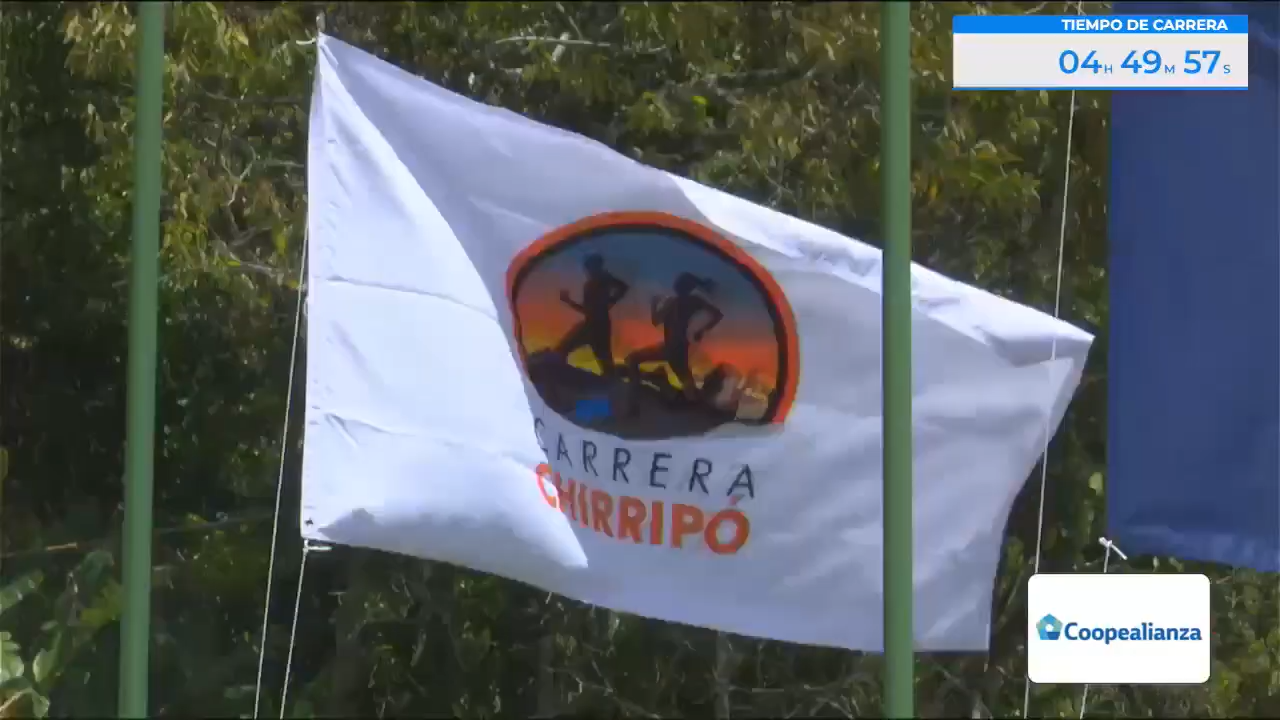 TIEMPO DE CARRERA
04H 49M 57S
CARRERA
CHIRRIPÓ
Coopealianza